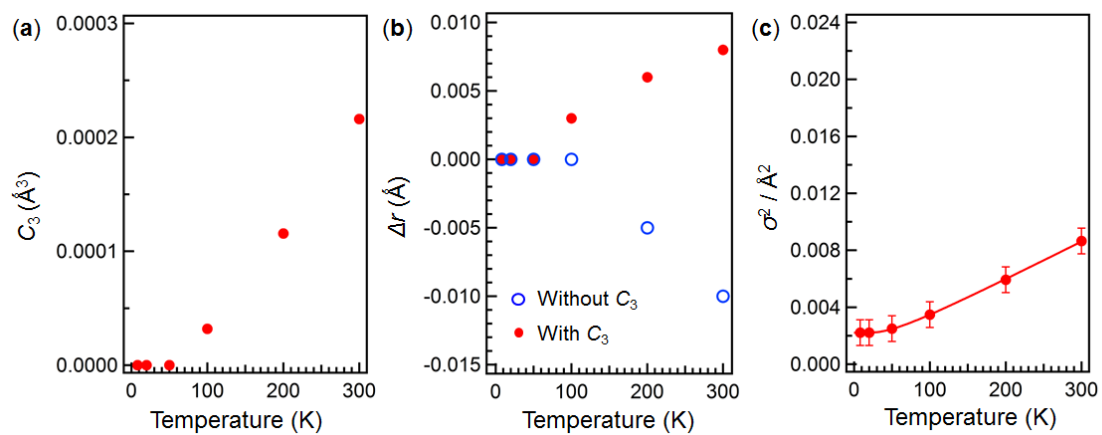 (a)
0.0003
0.0002
0.0001
0.0000
C₃ (Å³)
0 100 200 300
Temperature (K)
(b)
0.010
0.005
0.000
-0.005
-0.010
-0.015
Δr (Å)
Without C₃
With C₃
0 100 200 300
Temperature (K)
(c)
0.024
0.020
0.016
0.012
0.008
0.004
0.000
σ² / Å²
0 100 200 300
Temperature (K)